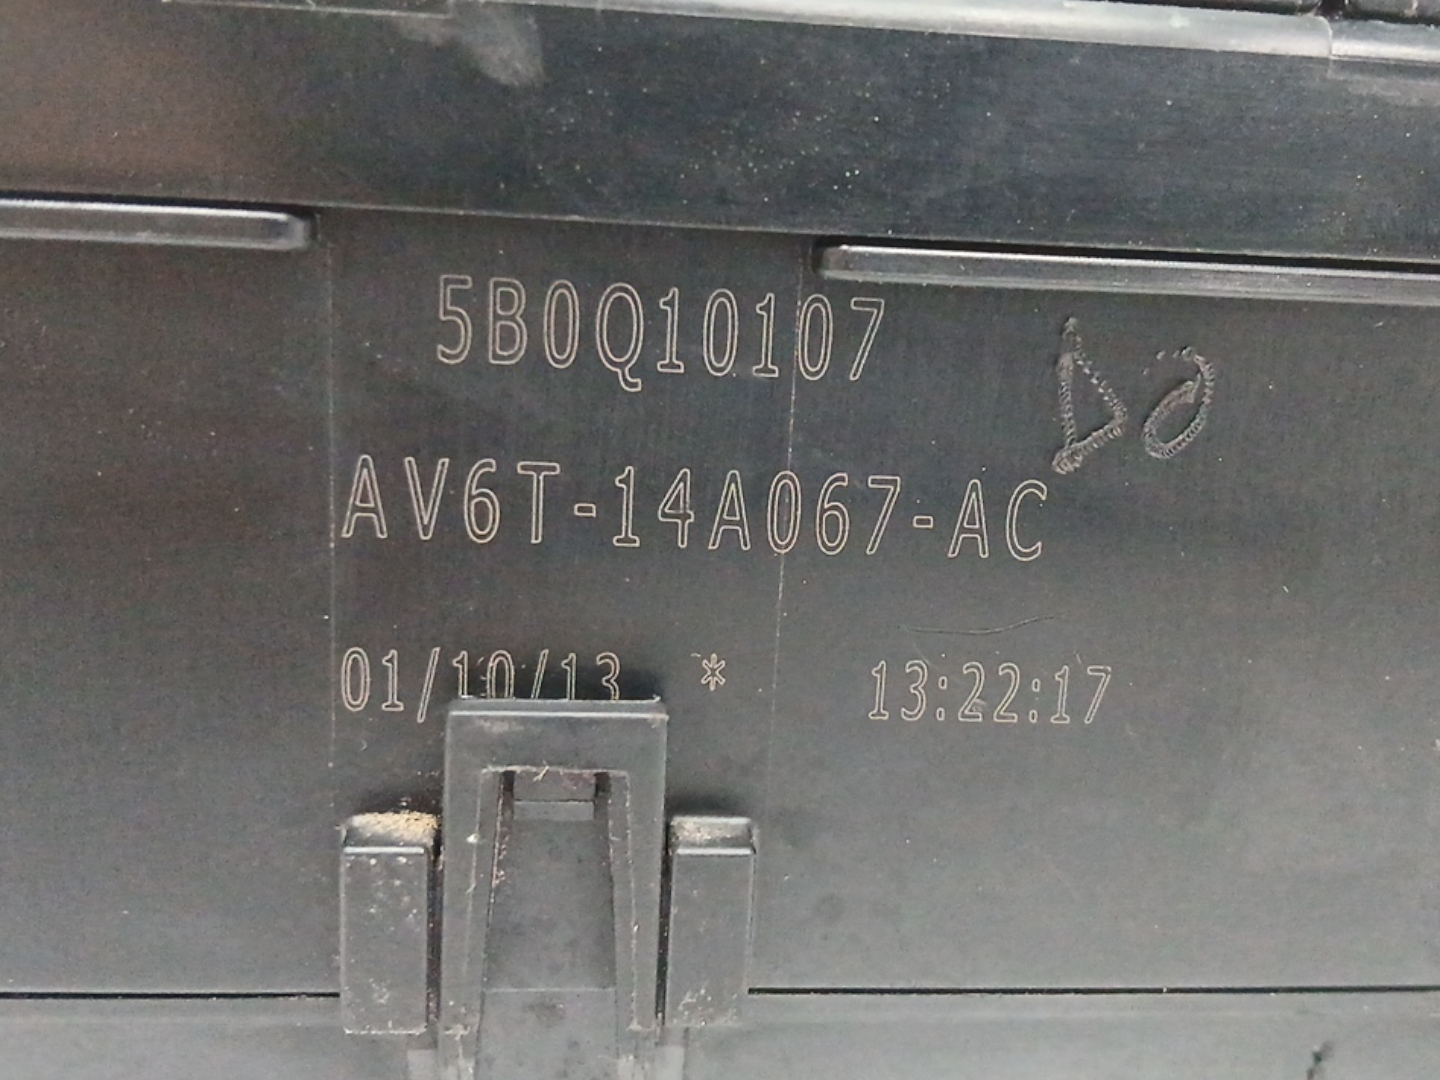 5B0Q10107
AV6T-14A067-AC
01/10/13 * 13:22:17